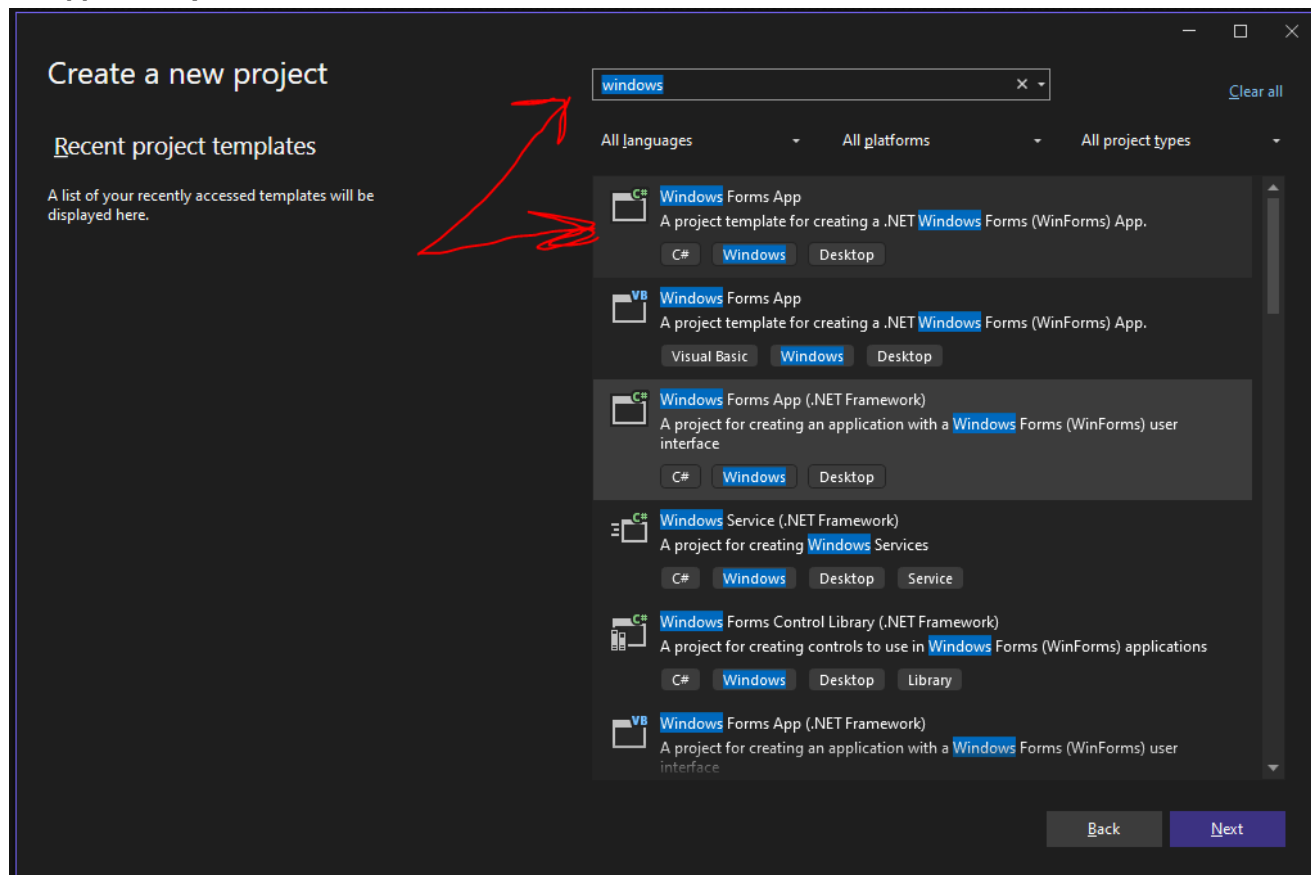 Create a new project
windows
Clear all
Recent project templates
All languages
All platforms
All project types
A list of your recently accessed templates will be
displayed here.
C#
Windows Forms App
A project template for creating a .NET Windows Forms (WinForms) App.
C# Windows Desktop
VB
Windows Forms App
A project template for creating a .NET Windows Forms (WinForms) App.
Visual Basic Windows Desktop
C#
Windows Forms App (.NET Framework)
A project for creating an application with a Windows Forms (WinForms) user
interface
C# Windows Desktop
C#
Windows Service (.NET Framework)
A project for creating Windows Services
C# Windows Desktop Service
C#
Windows Forms Control Library (.NET Framework)
A project for creating controls to use in Windows Forms (WinForms) applications
C# Windows Desktop Library
VB
Windows Forms App (.NET Framework)
A project for creating an application with a Windows Forms (WinForms) user
interface
Back
Next